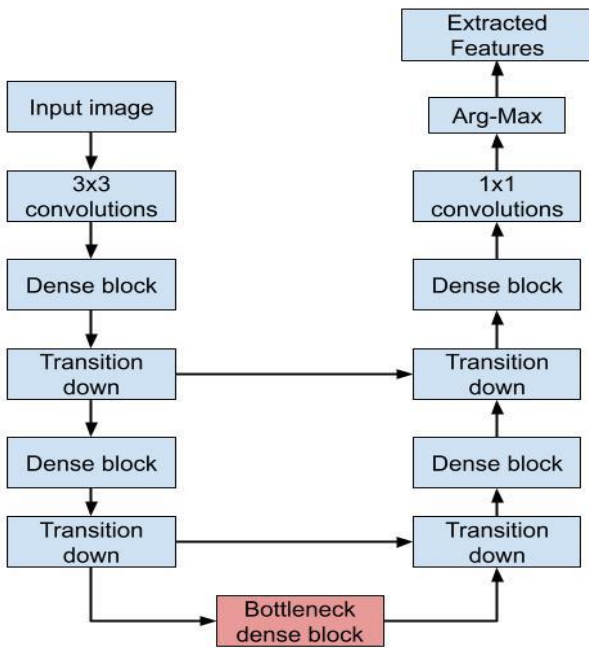 Input image
3x3
convolutions
Dense block
Transition
down
Dense block
Transition
down
Bottleneck
dense block
Transition
down
Dense block
Transition
down
Dense block
1x1
convolutions
Arg-Max
Extracted
Features